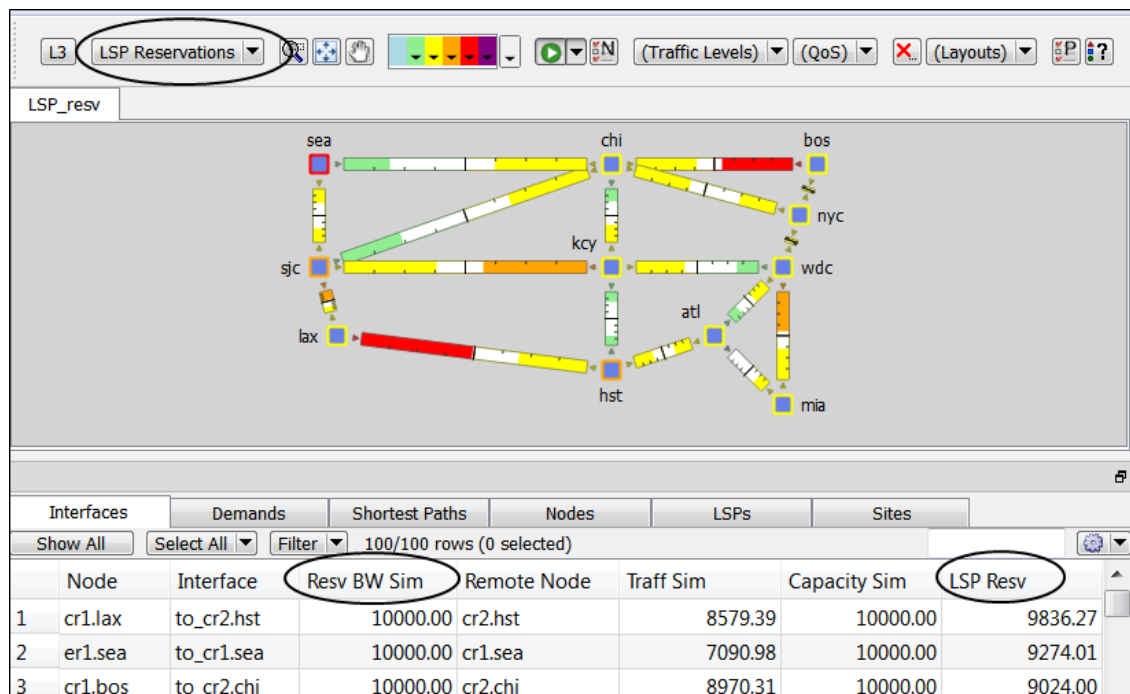 L3 LSP Reservations (Traffic Levels) (QoS) (Layouts)
LSP_resv
sea chi bos
nyc
kcy
sjc wdc
atl
lax
hst
mia
Interfaces Demands Shortest Paths Nodes LSPs Sites
Show All Select All Filter 100/100 rows (0 selected)
Node Interface Resv BW Sim Remote Node Traff Sim Capacity Sim LSP Resv
1 cr1.lax to_cr2.hst 10000.00 cr2.hst 8579.39 10000.00 9836.27
2 er1.sea to_cr1.sea 10000.00 cr1.sea 7090.98 10000.00 9274.01
3 cr1.bos to_cr2.chi 10000.00 cr2.chi 8970.31 10000.00 9024.00